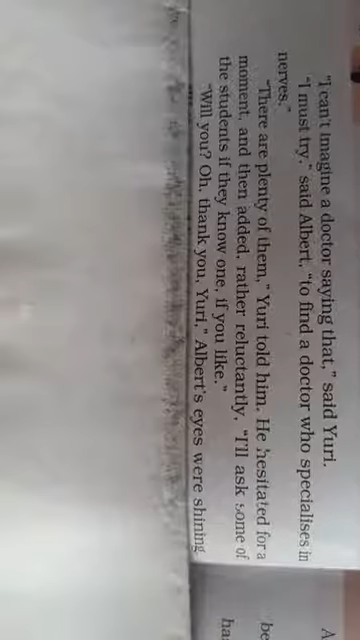 "I can't imagine a doctor saying that," said Yuri.
"I must try," said Albert, "to find a doctor who specialises in
nerves."
"There are plenty of them," Yuri told him. He hesitated for a
moment, and then added, rather reluctantly, "I'll ask some of
the students if they know one, if you like."
"Will you? Oh, thank you, Yuri," Albert's eyes were shining